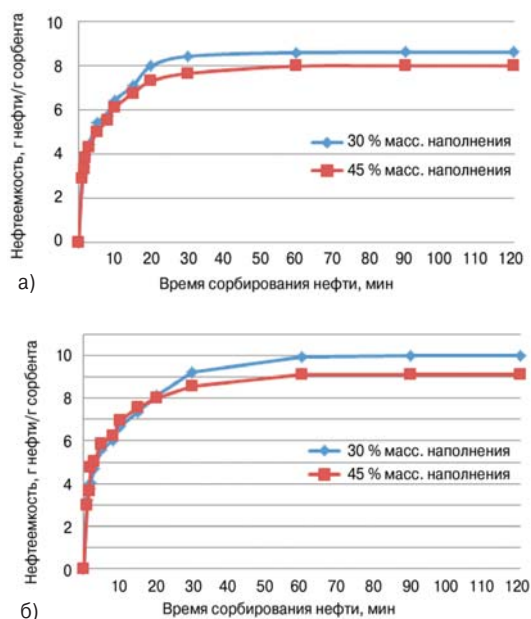 Нефтеемкость, г нефти/г сорбента
10
8
6
4
2
0
30 % масс. наполнения
45 % масс. наполнения
10 20 30 40 50 60 70 80 90 100 110 120
Время сорбирования нефти, мин
а)
Нефтеемкость, г нефти/г сорбента
10
8
6
4
2
0
30 % масс. наполнения
45 % масс. наполнения
10 20 30 40 50 60 70 80 90 100 110 120
Время сорбирования нефти, мин
б)